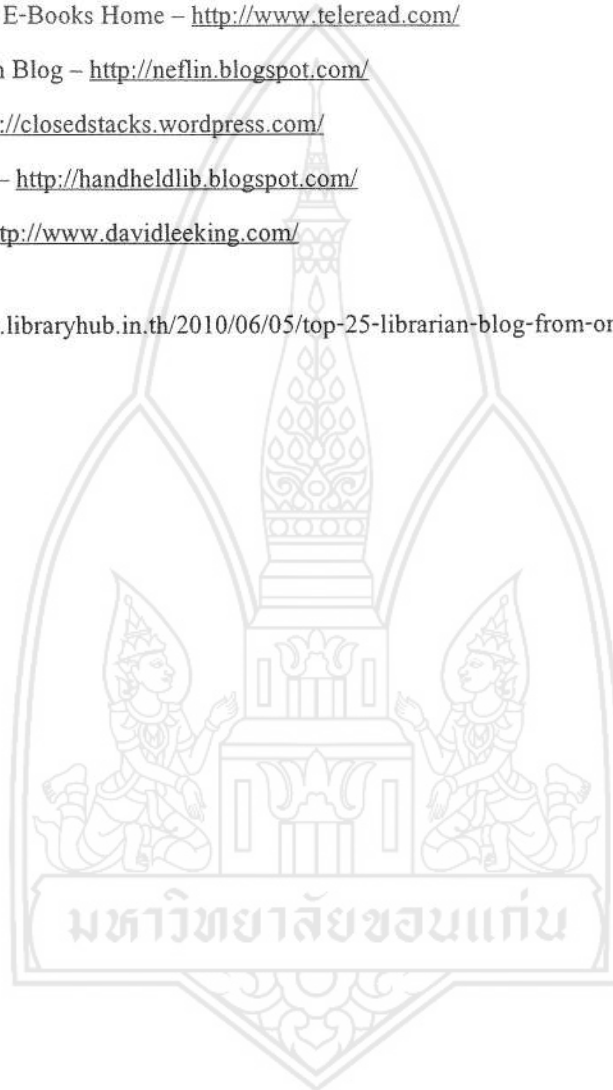 E-Books Home – http://www.teleread.com/
n Blog – http://neflin.blogspot.com/
://closedstacks.wordpress.com/
– http://handheldlib.blogspot.com/
tp://www.davidleeking.com/
.libraryhub.in.th/2010/06/05/top-25-librarian-blog-from-on
มหาวิทยาลัยขอนแก่น